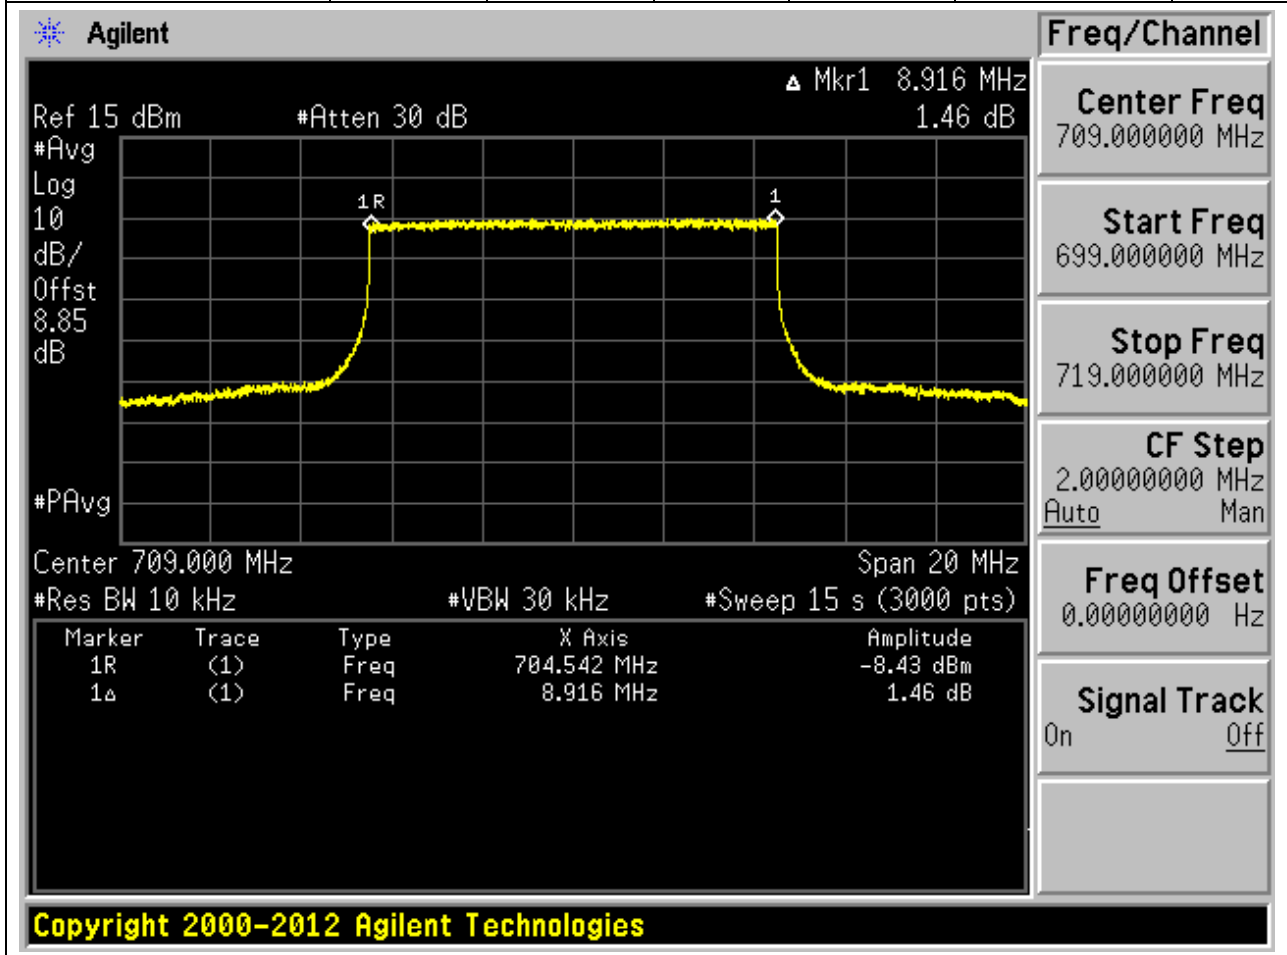 Agilent
Freq/Channel
Δ Mkr1 8.916 MHz
Ref 15 dBm #Atten 30 dB 1.46 dB
#Avg
Log
10
dB/
Offst
8.85
dB
1R
1
#PAvg
Center 709.000 MHz Span 20 MHz
#Res BW 10 kHz #VBW 30 kHz #Sweep 15 s (3000 pts)
Marker Trace Type X Axis Amplitude
1R (1) Freq 704.542 MHz -8.43 dBm
1Δ (1) Freq 8.916 MHz 1.46 dB
Center Freq
709.000000 MHz
Start Freq
699.000000 MHz
Stop Freq
719.000000 MHz
CF Step
2.00000000 MHz
Auto Man
Freq Offset
0.00000000 Hz
Signal Track
On Off
Copyright 2000-2012 Agilent Technologies